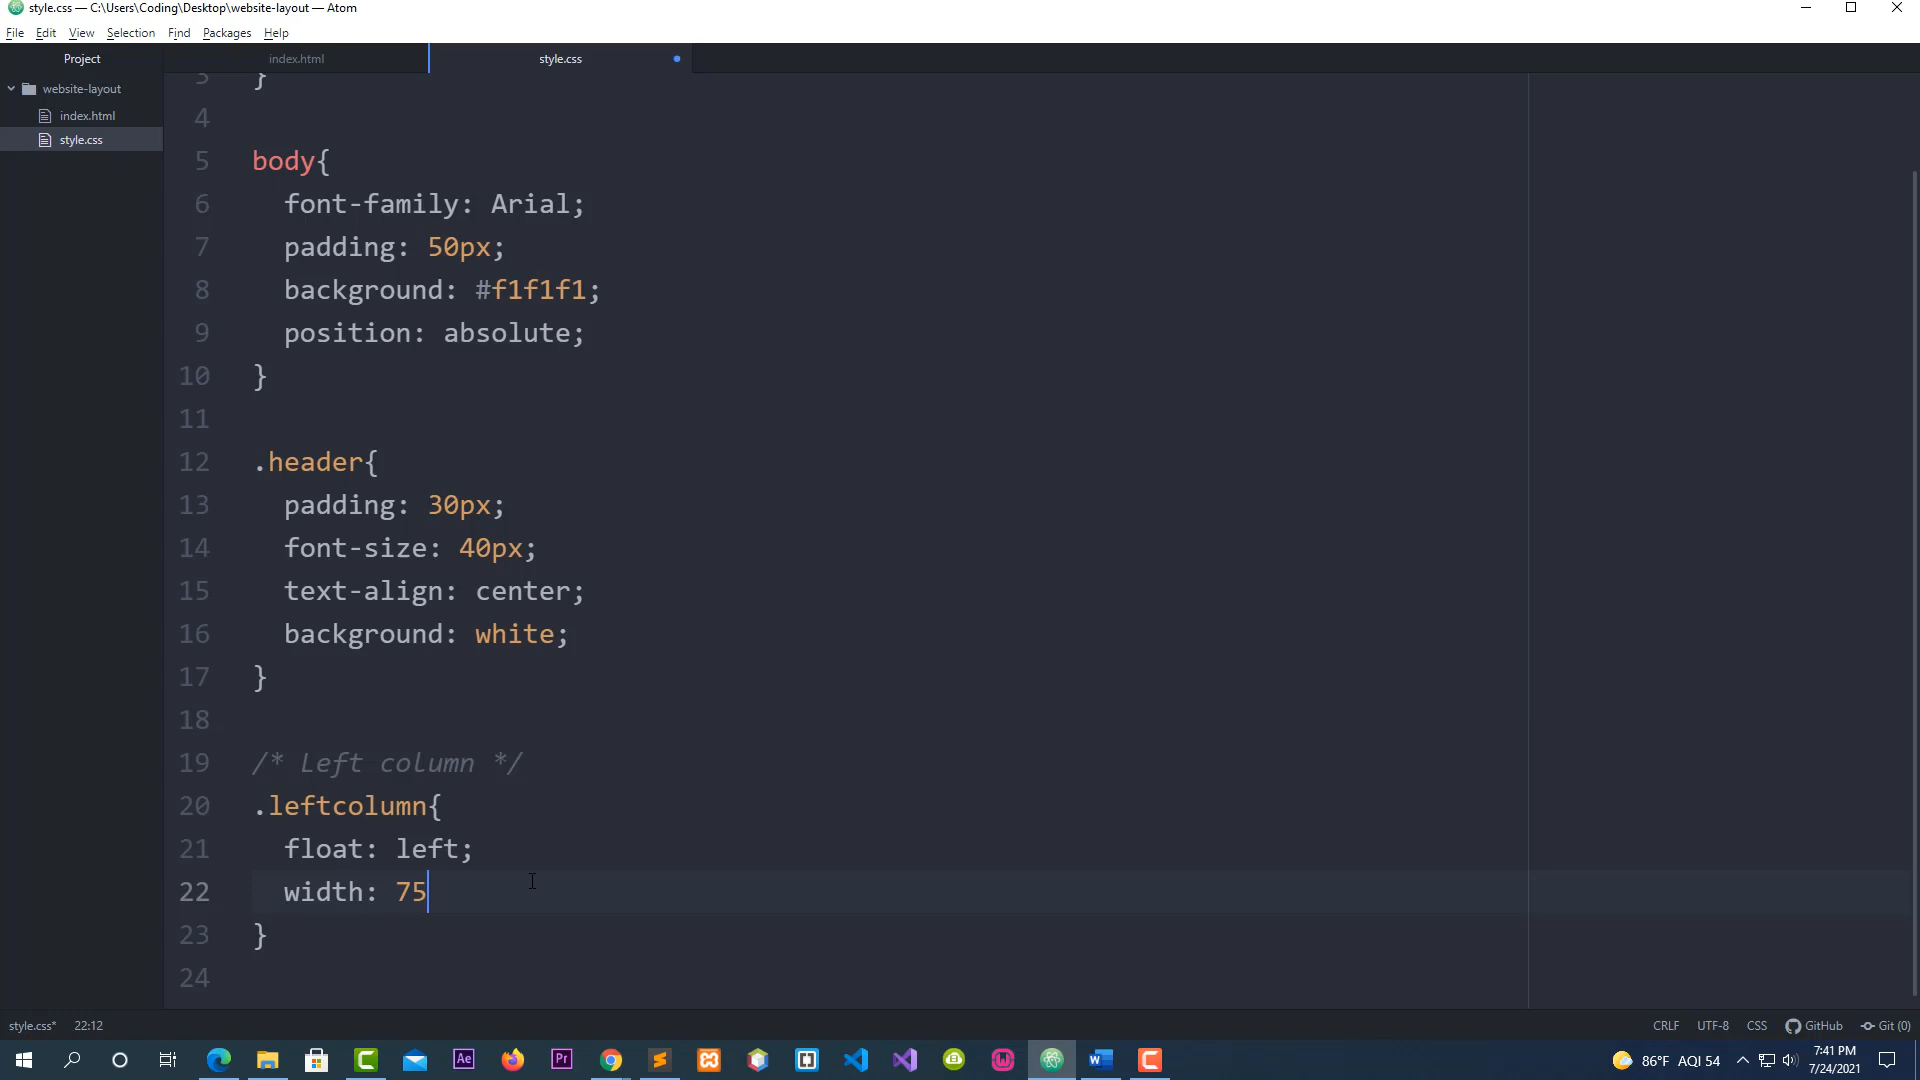 style.css — C:\Users\Coding\Desktop\website-layout — Atom
File Edit View Selection Find Packages Help
Project
index.html
style.css
website-layout
index.html
style.css
3 }
4
5 body{
6 font-family: Arial;
7 padding: 50px;
8 background: #f1f1f1;
9 position: absolute;
10 }
11
12 .header{
13 padding: 30px;
14 font-size: 40px;
15 text-align: center;
16 background: white;
17 }
18
19 /* Left column */
20 .leftcolumn{
21 float: left;
22 width: 75
23 }
24
style.css* 22:12
CRLF UTF-8 CSS GitHub Git (0)
Ae
Pr
86°F AQI 54
7:41 PM
7/24/2021